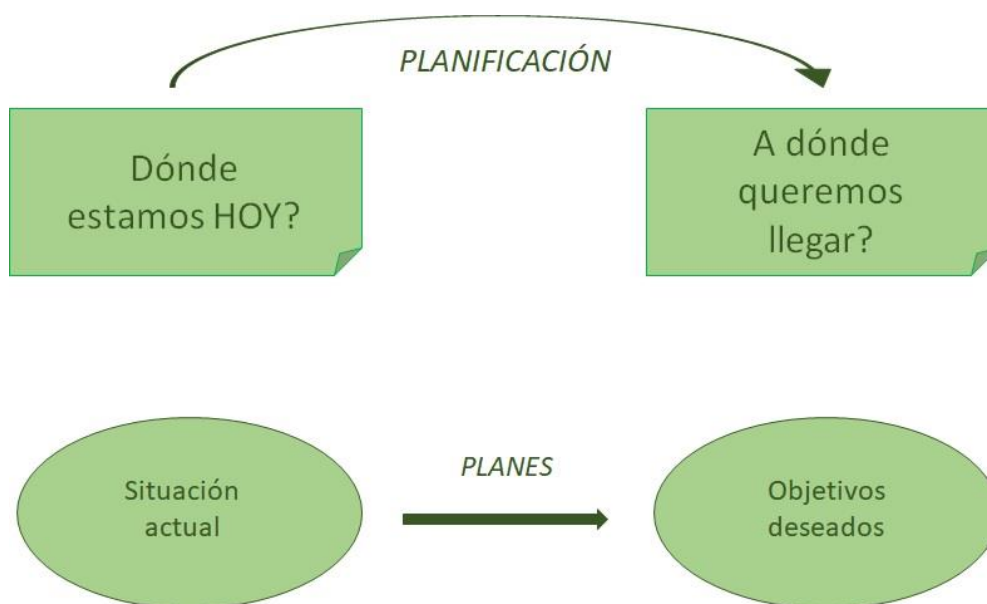 PLANIFICACIÓN
Dónde
estamos HOY?
A dónde
queremos
llegar?
PLANES
Situación
actual
Objetivos
deseados